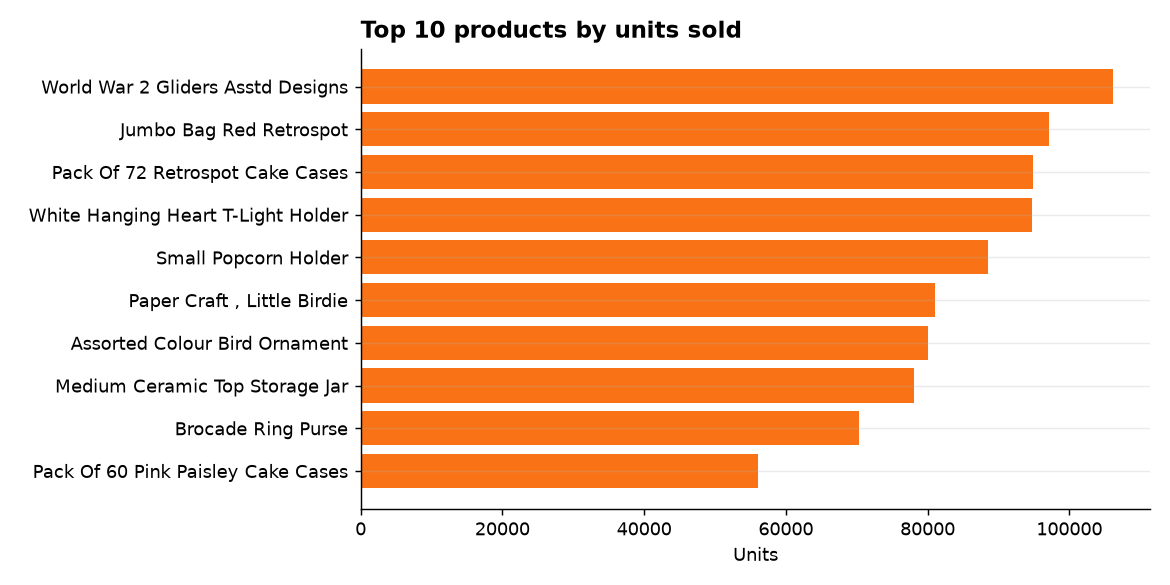 Top 10 products by units sold
World War 2 Gliders Asstd Designs
Jumbo Bag Red Retrospot
Pack Of 72 Retrospot Cake Cases
White Hanging Heart T-Light Holder
Small Popcorn Holder
Paper Craft , Little Birdie
Assorted Colour Bird Ornament
Medium Ceramic Top Storage Jar
Brocade Ring Purse
Pack Of 60 Pink Paisley Cake Cases
0 20000 40000 60000 80000 100000
Units